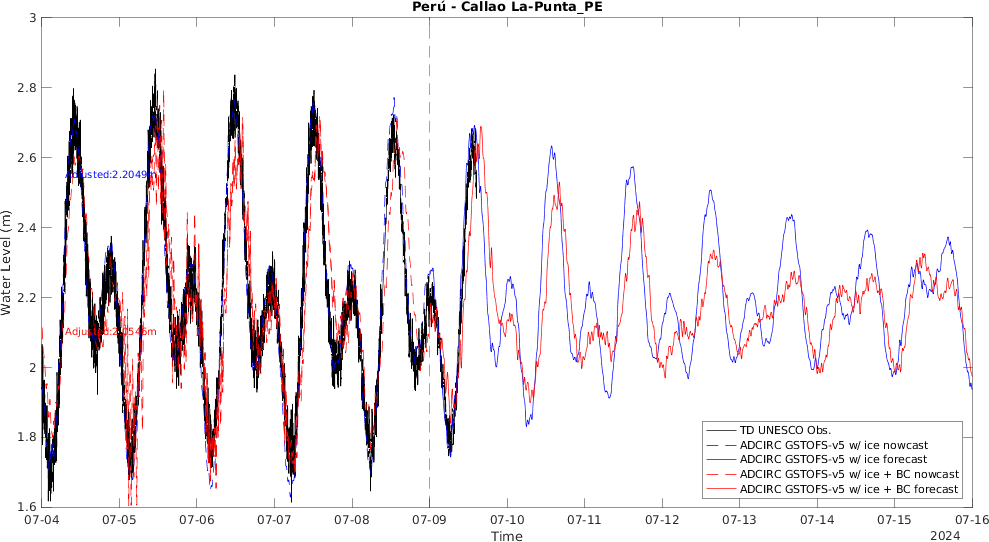 Perú - Callao La-Punta_PE
3
2.8
2.6
2.4
2.2
2
1.8
1.6
Water Level (m)
Adjusted:2.2049m
07-04
07-05
07-06
07-07
07-08
07-09
07-10
07-11
07-12
07-13
07-14
07-15
07-16
Time
2024
TD UNESCO Obs.
ADCIRC GSTOFS-v5 w/ ice nowcast
ADCIRC GSTOFS-v5 w/ ice forecast
ADCIRC GSTOFS-v5 w/ ice + BC nowcast
ADCIRC GSTOFS-v5 w/ ice + BC forecast